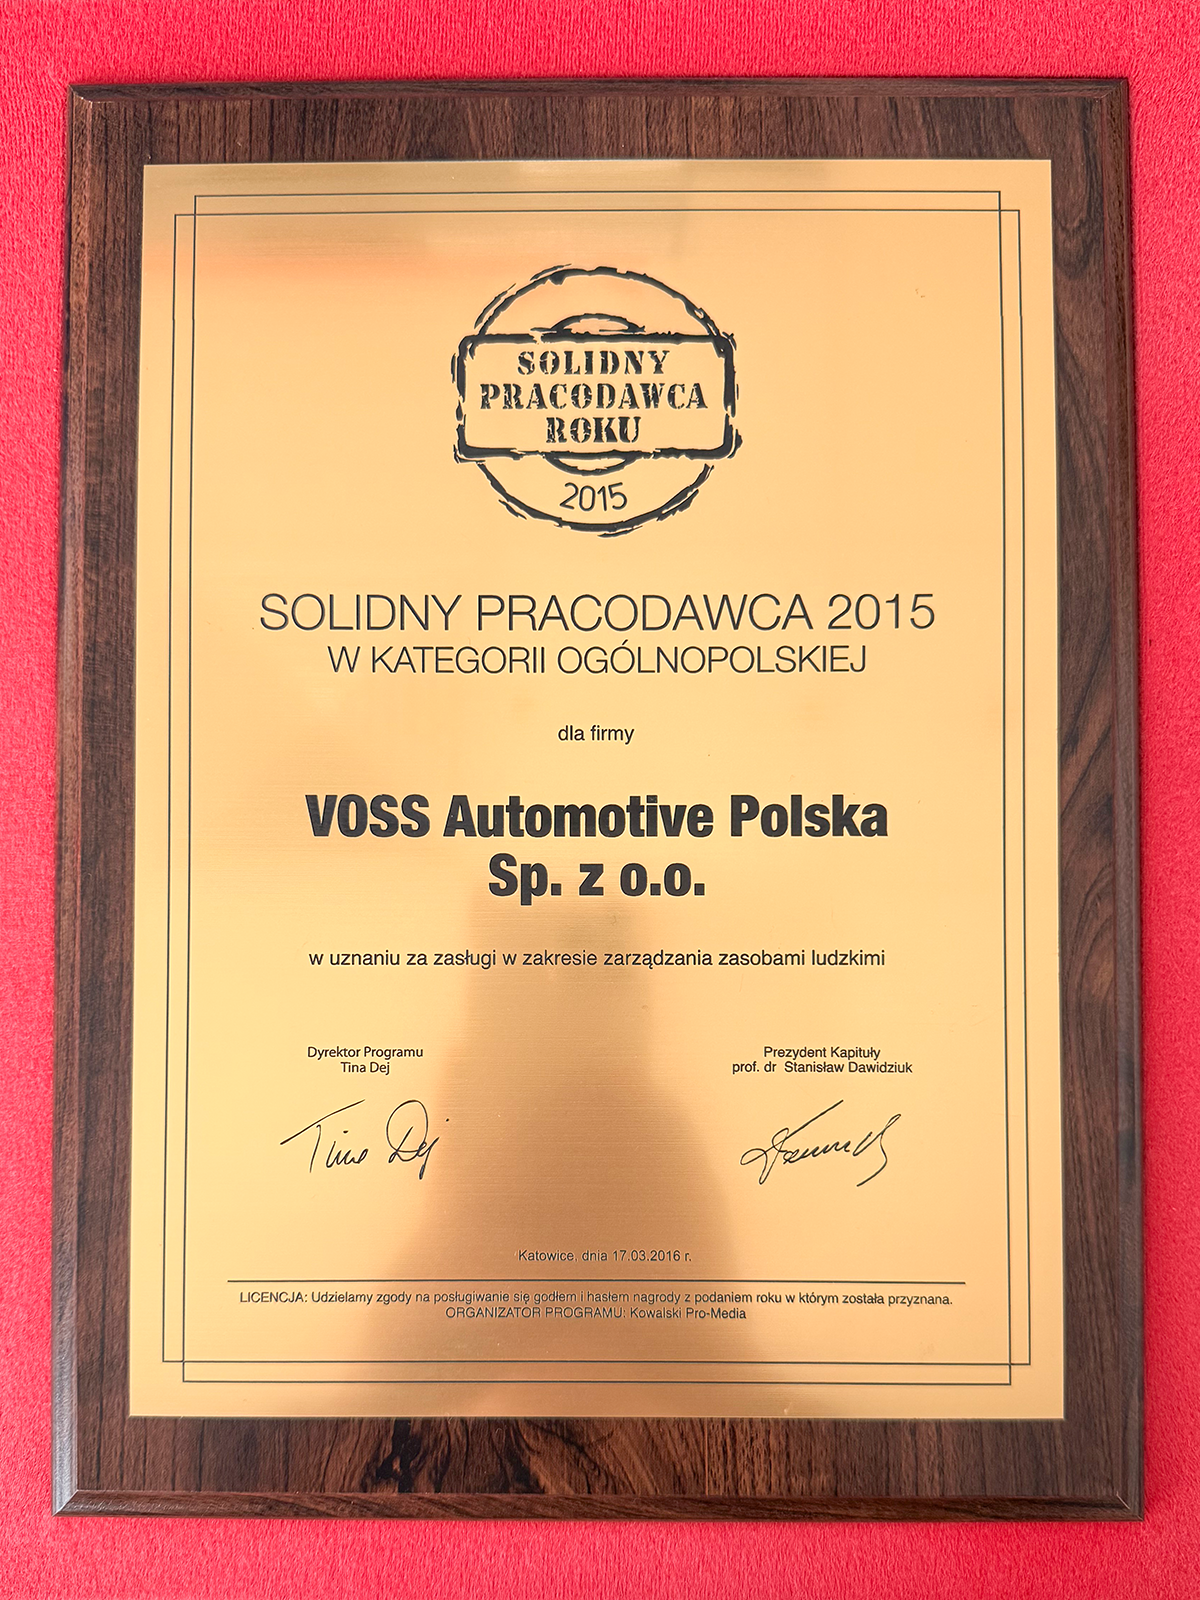 SOLIDNY
PRACODAWCA
ROKU
2015
SOLIDNY PRACODAWCA 2015
W KATEGORII OGÓLNOPOLSKIEJ
dla firmy
VOSS Automotive Polska
Sp. z o.o.
w uznaniu za zasługi w zakresie zarządzania zasobami ludzkimi
Dyrektor Programu
Tina Dej
Prezydent Kapituły
prof. dr Stanisław Dawidziuk
Tina Dej
Katowice, dnia 17.03.2016 r.
LICENCJA: Udzielamy zgody na posługiwanie się godłem i hasłem nagrody z podaniem roku w którym została przyznana.
ORGANIZATOR PROGRAMU: Kowalski Pro-Media